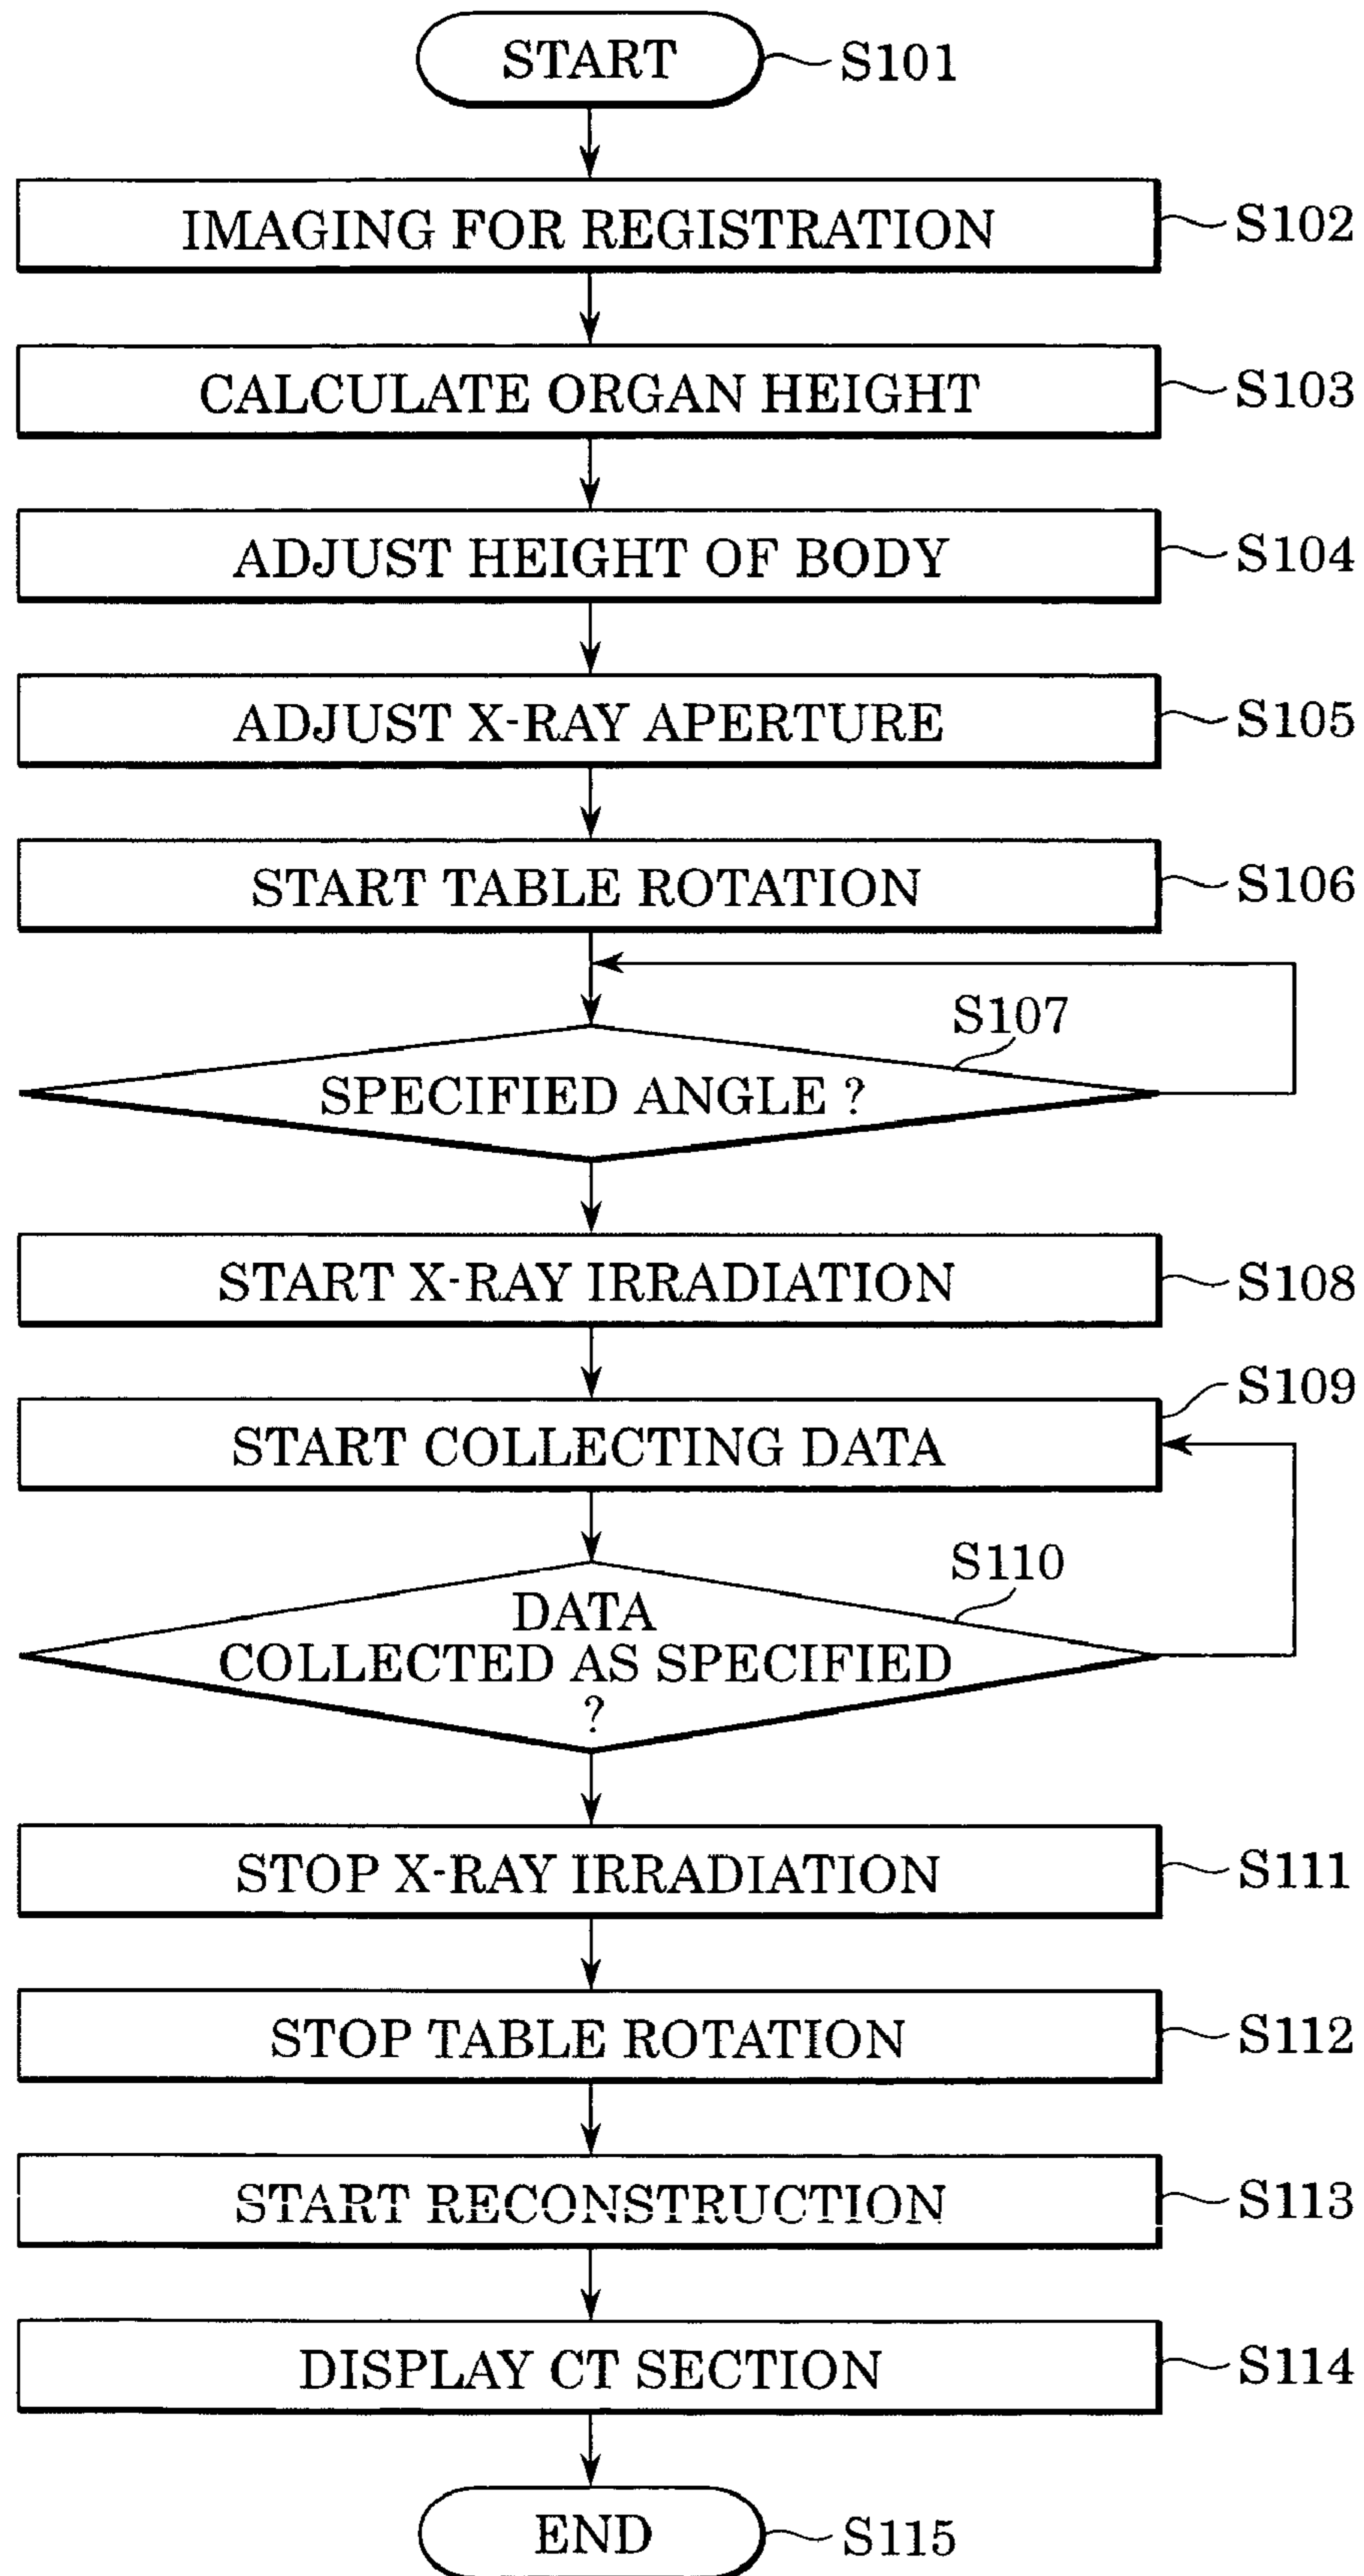 START S101
IMAGING FOR REGISTRATION S102
CALCULATE ORGAN HEIGHT S103
ADJUST HEIGHT OF BODY S104
ADJUST X-RAY APERTURE S105
START TABLE ROTATION S106
S107
SPECIFIED ANGLE ?
START X-RAY IRRADIATION S108
S109
START COLLECTING DATA
S110
DATA
COLLECTED AS SPECIFIED
?
STOP X-RAY IRRADIATION S111
STOP TABLE ROTATION S112
START RECONSTRUCTION S113
DISPLAY CT SECTION S114
END S115